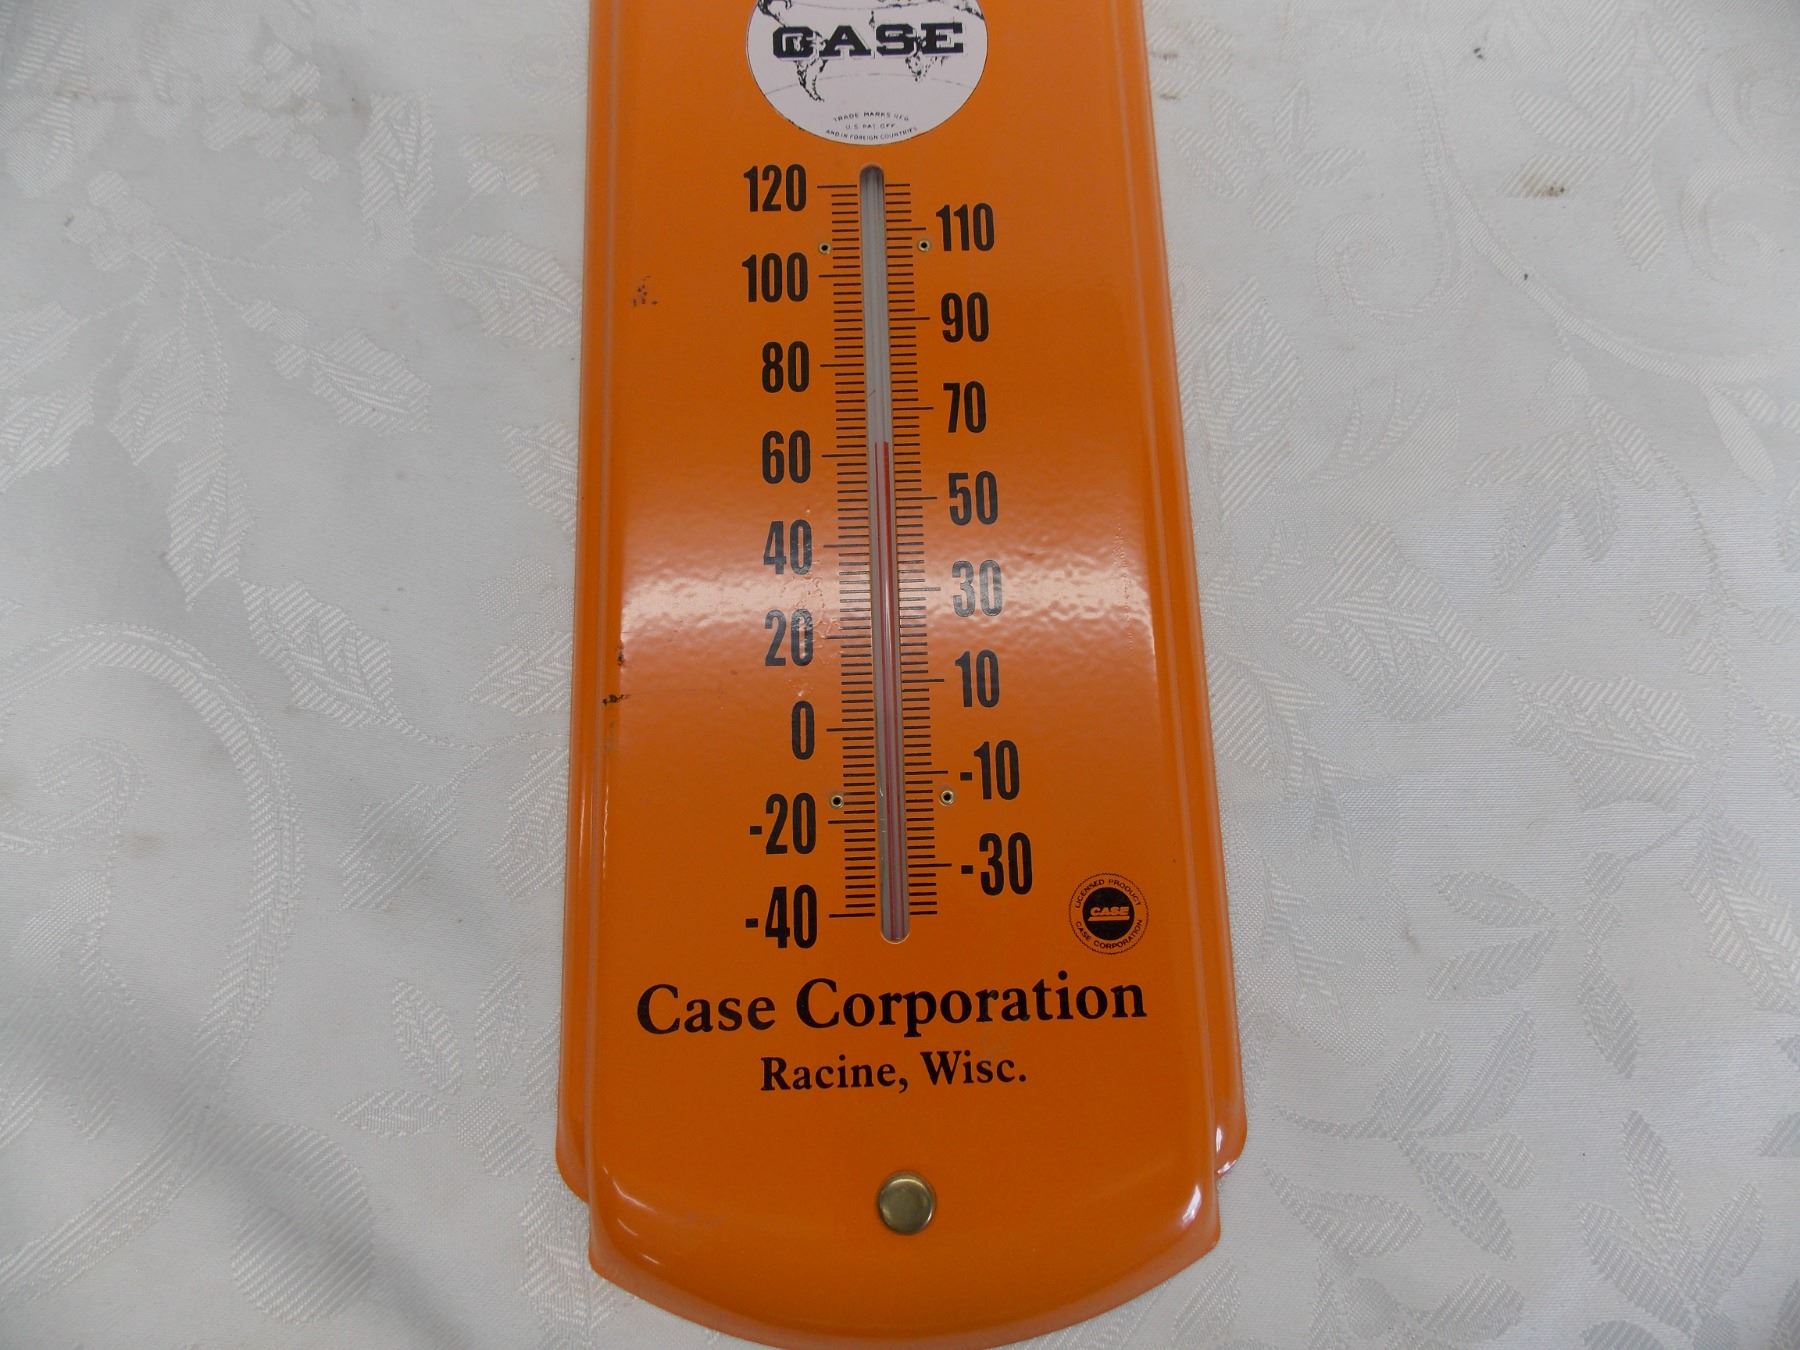 CASE
TRADE MARKS REG
U.S. PAT. OFF.
AND IN FOREIGN COUNTRIES
120
110
100
90
80
70
60
50
40
30
20
10
0
-10
-20
-30
-40
LICENSED PRODUCT
CASE
CASE CORPORATION
Case Corporation
Racine, Wisc.